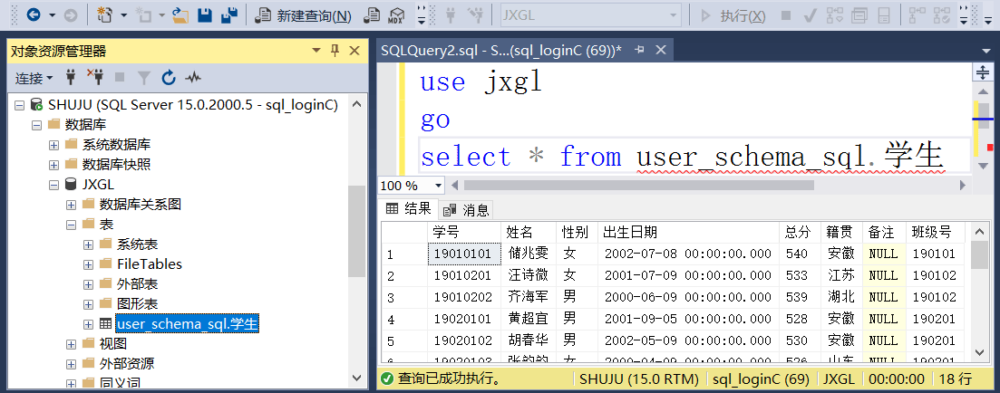 新建查询(N)
MDX
JXGL
执行(X)
对象资源管理器
连接
SHUJU (SQL Server 15.0.2000.5 - sql_loginC)
数据库
系统数据库
数据库快照
JXGL
数据库关系图
表
系统表
FileTables
外部表
图形表
user_schema_sql.学生
视图
外部资源
同义词
SQLQuery2.sql - S...(sql_loginC (69))*
use jxgl
go
select * from user_schema_sql.学生
100 %
结果 消息
学号 姓名 性别 出生日期 总分 籍贯 备注 班级号
1 19010101 储兆雯 女 2002-07-08 00:00:00.000 540 安徽 NULL 190101
2 19010201 汪诗微 女 2001-07-09 00:00:00.000 533 江苏 NULL 190102
3 19010202 齐海军 男 2000-06-09 00:00:00.000 539 湖北 NULL 190102
4 19020101 黄超宜 男 2001-09-05 00:00:00.000 528 安徽 NULL 190201
5 19020102 胡春华 男 2002-05-09 00:00:00.000 530 安徽 NULL 190201
查询已成功执行。 SHUJU (15.0 RTM) sql_loginC (69) JXGL 00:00:00 18 行